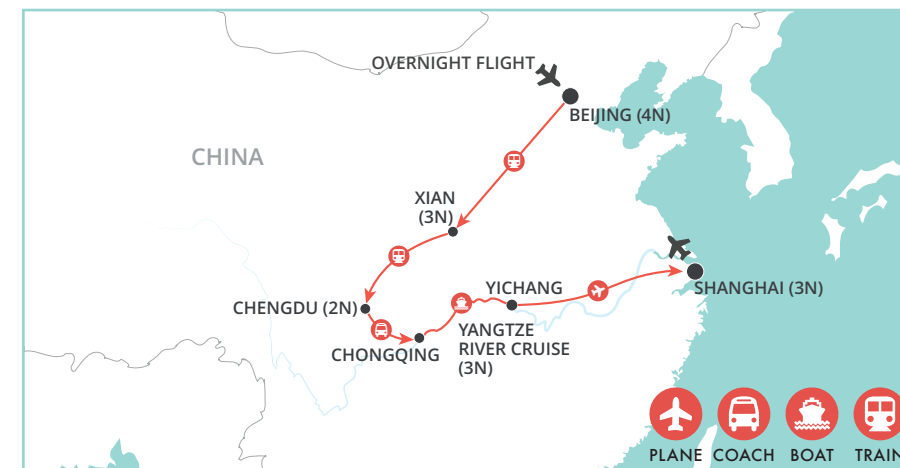 OVERNIGHT FLIGHT
BEIJING (4N)
CHINA
XIAN
(3N)
CHENGDU (2N)
YICHANG
SHANGHAI (3N)
CHONGQING
YANGTZE
RIVER CRUISE
(3N)
PLANE
COACH
BOAT
TRAIN